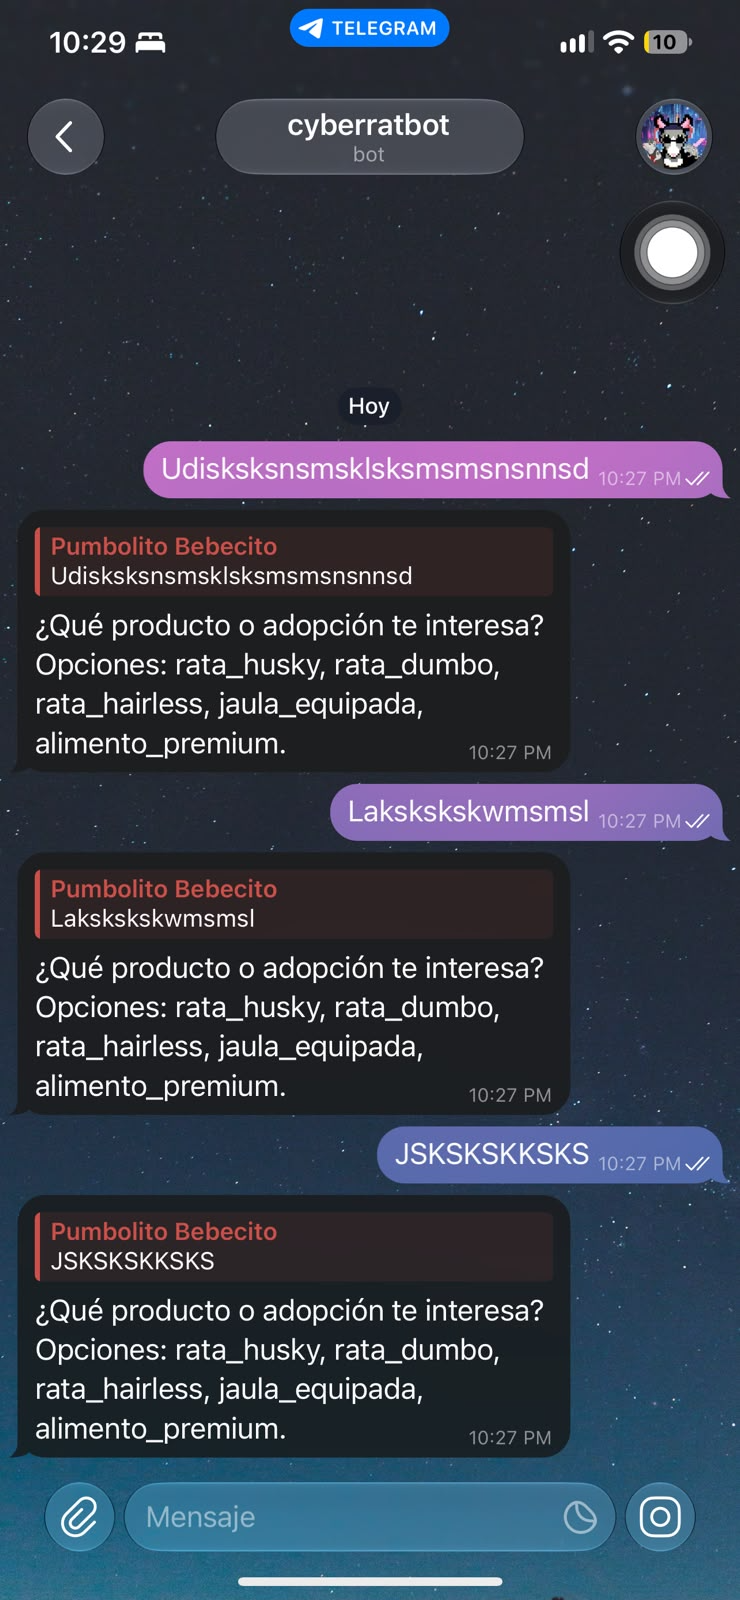 10:29
TELEGRAM
10
cyberratbot
bot
Hoy
Udisksksnsmsklsksmsmsnsnnsd 10:27 PM
Pumbolito Bebecito
Udisksksnsmsklsksmsmsnsnnsd
¿Qué producto o adopción te interesa?
Opciones: rata_husky, rata_dumbo,
rata_hairless, jaula_equipada,
alimento_premium.
10:27 PM
Lakskskskskwmsmsl 10:27 PM
Pumbolito Bebecito
Lakskskskskwmsmsl
¿Qué producto o adopción te interesa?
Opciones: rata_husky, rata_dumbo,
rata_hairless, jaula_equipada,
alimento_premium.
10:27 PM
JSKSKSKKSKS 10:27 PM
Pumbolito Bebecito
JSKSKSKKSKS
¿Qué producto o adopción te interesa?
Opciones: rata_husky, rata_dumbo,
rata_hairless, jaula_equipada,
alimento_premium.
10:27 PM
Mensaje